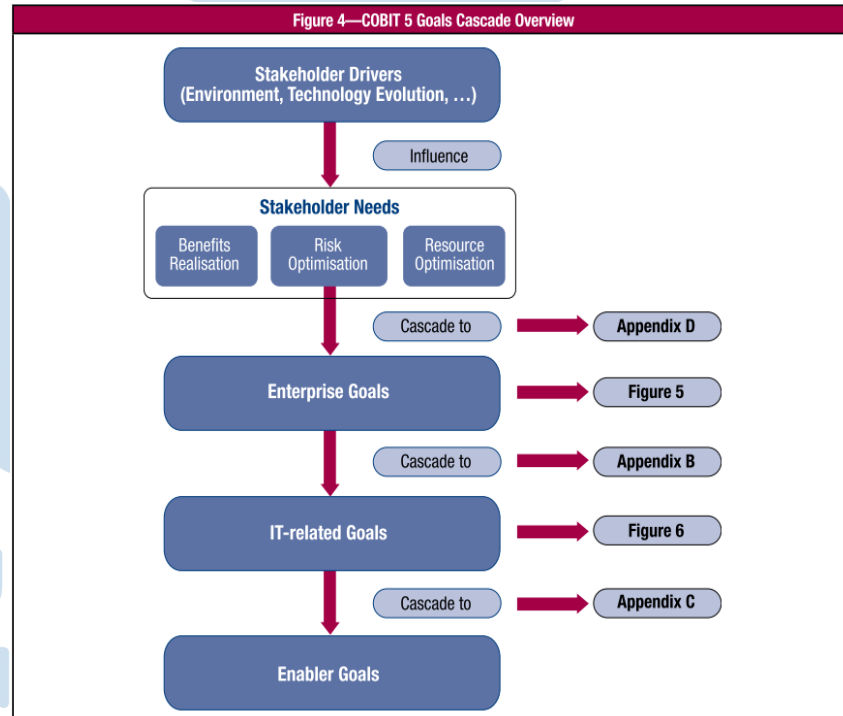 Figure 4—COBIT 5 Goals Cascade Overview
Stakeholder Drivers
(Environment, Technology Evolution, …)
Influence
Stakeholder Needs
Benefits
Realisation
Risk
Optimisation
Resource
Optimisation
Cascade to
Appendix D
Enterprise Goals
Figure 5
Cascade to
Appendix B
IT-related Goals
Figure 6
Cascade to
Appendix C
Enabler Goals